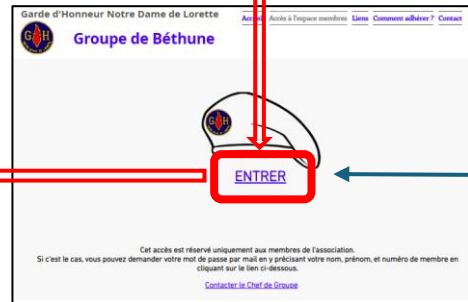 Garde d'Honneur Notre Dame de Lorette
Accueil Accès à l'espace membres Liens Comment adhérer ? Contact
GH
Groupe de Béthune
GH
ENTRER
Cet accès est réservé uniquement aux membres de l'association.
Si c'est le cas, vous pouvez demander votre mot de passe par mail en y précisant votre nom, prénom, et numéro de membre en
cliquant sur le lien ci-dessous.
Contacter le Chef de Groupe